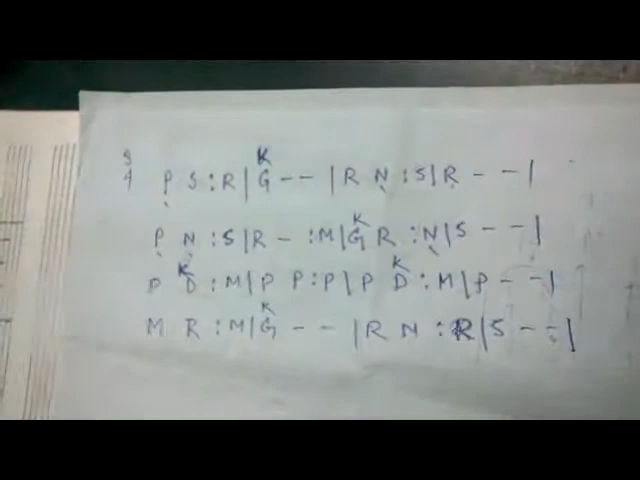 3
4
K
P S : R | G - - | R N : S | R - - |
K
P N : S | R - : M | G R : N | S - - |
K K
P D : M | P P : P | P D : M | P - - |
K
M R : M | G - - | R N : R | S - - |